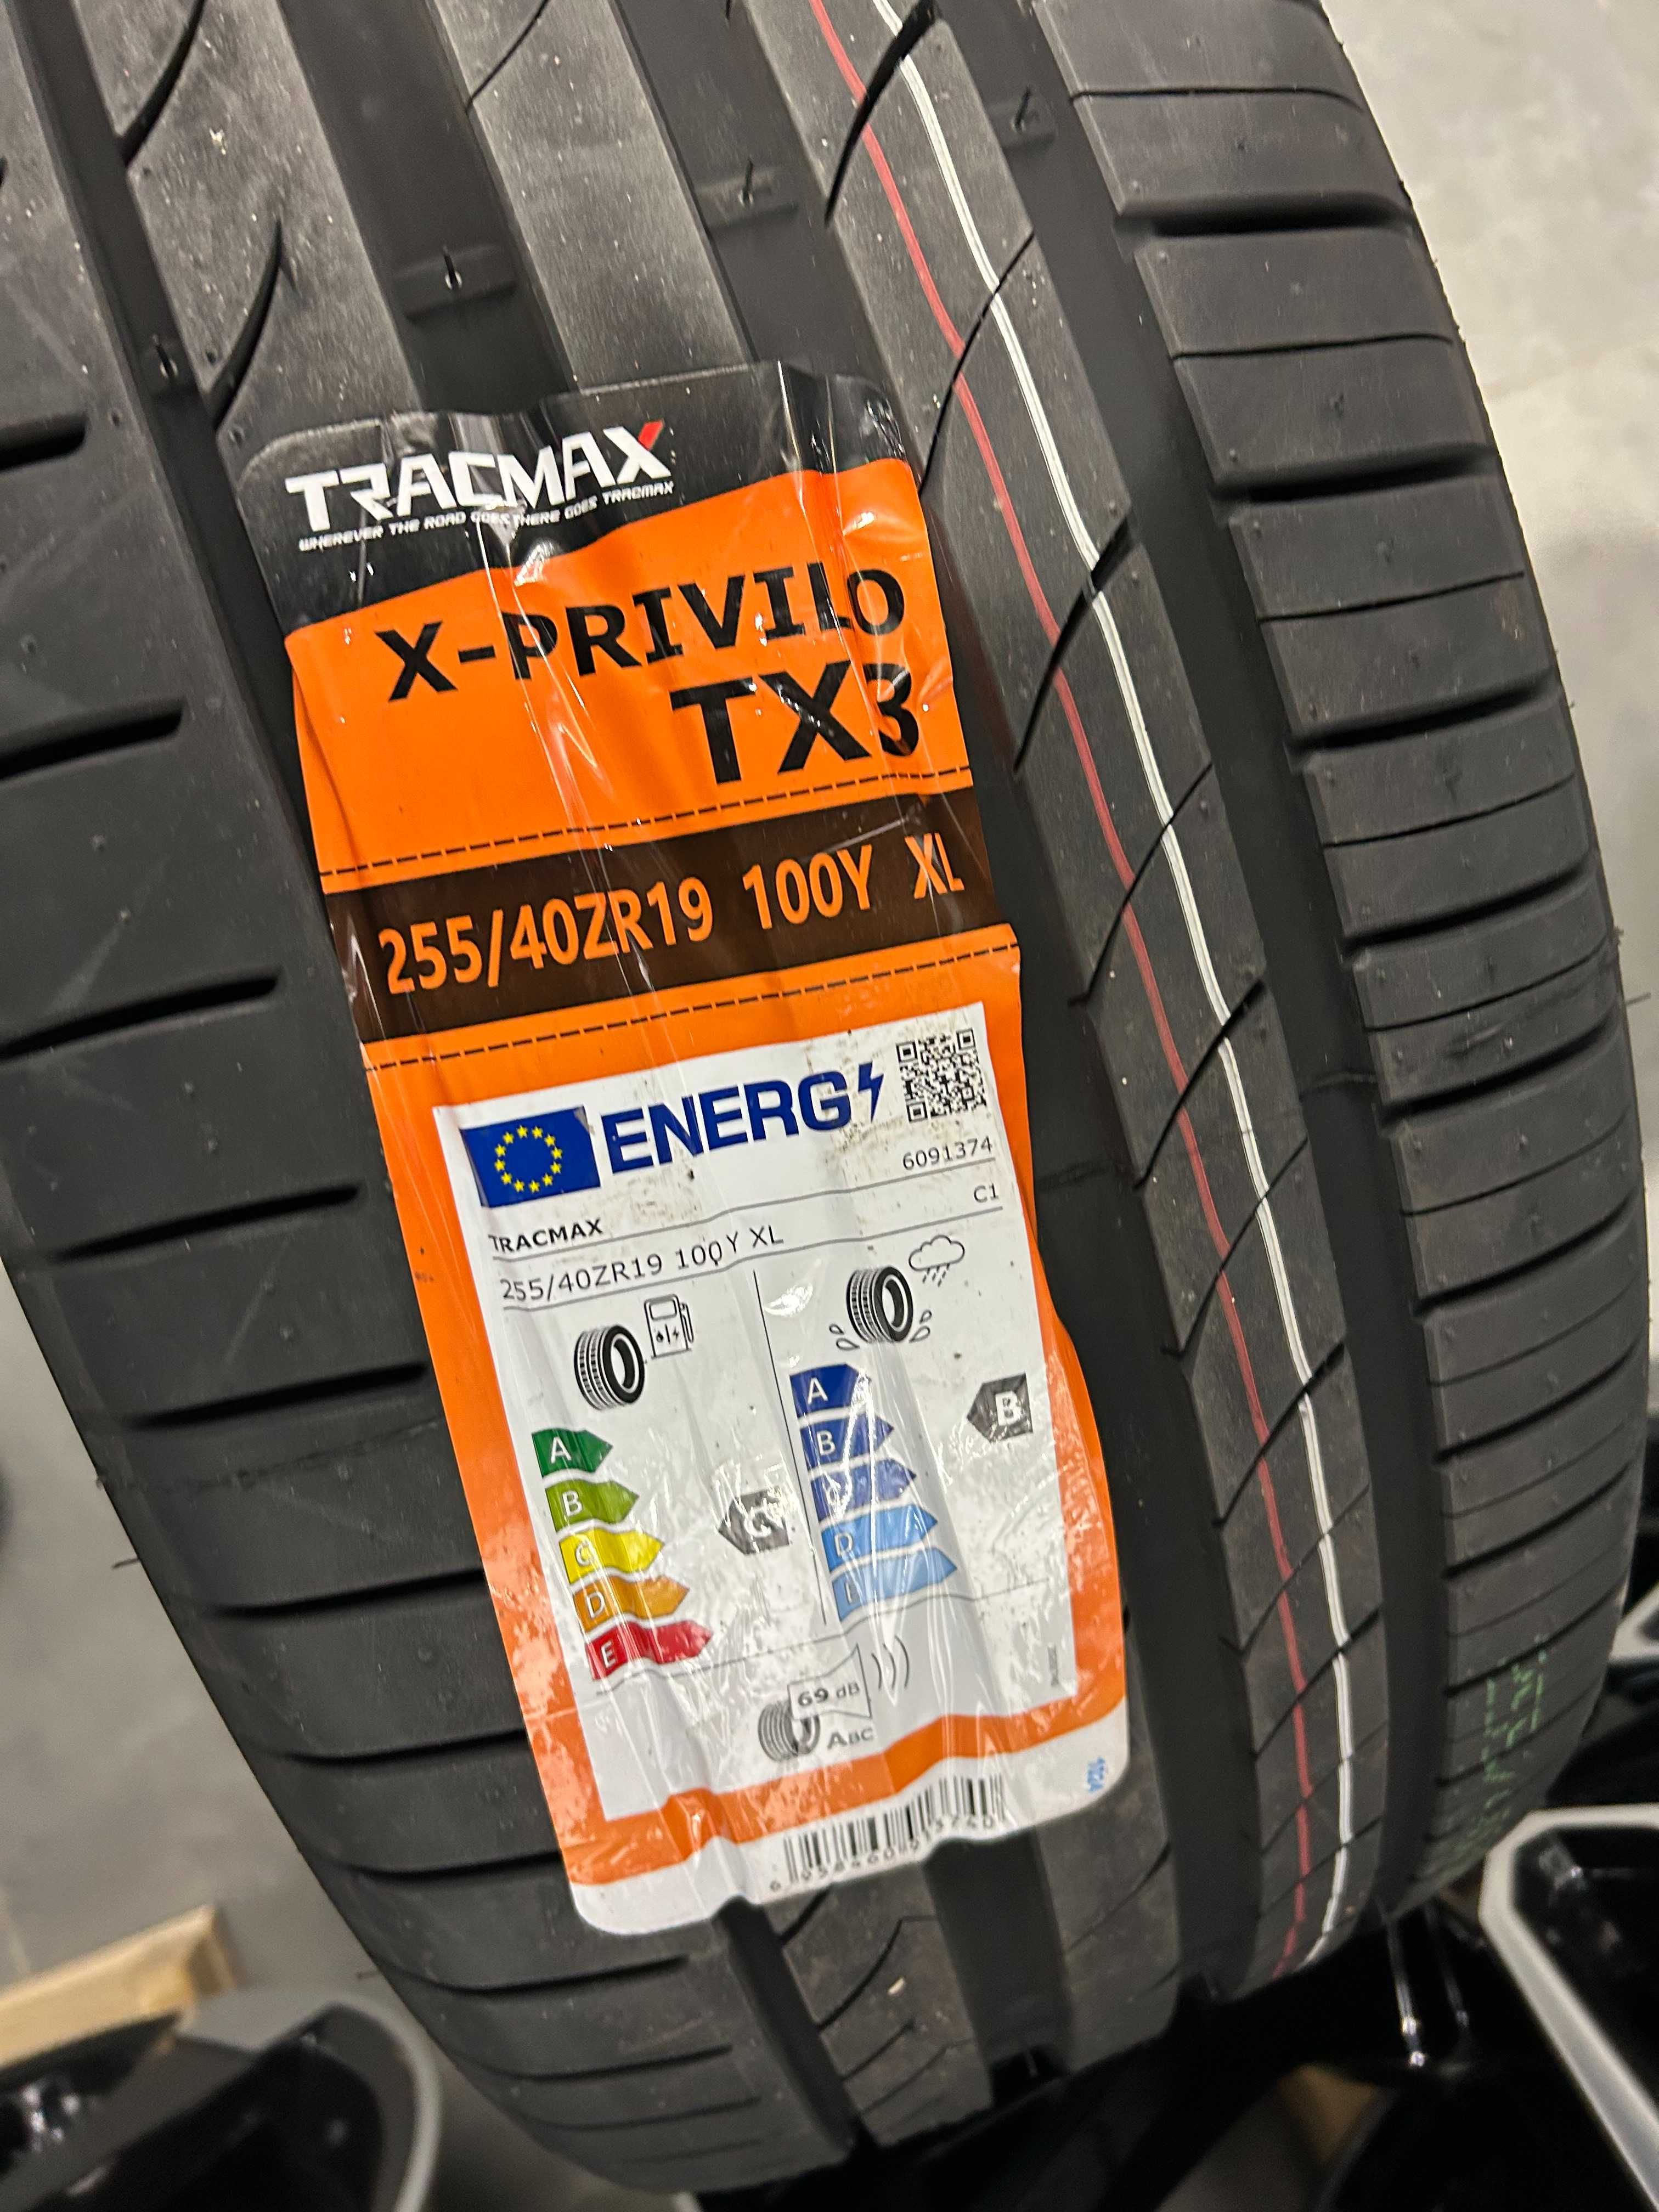 TRACMAX
WHEREVER THE ROAD GOES THERE GOES TRACMAX
X-PRIVILO
TX3
255/40ZR19 100Y XL
ENERG
6091374
TRACMAX
C1
255/40ZR19 100Y XL
A
B
C
D
E
C
A
B
C
D
B
69 dB
ABC